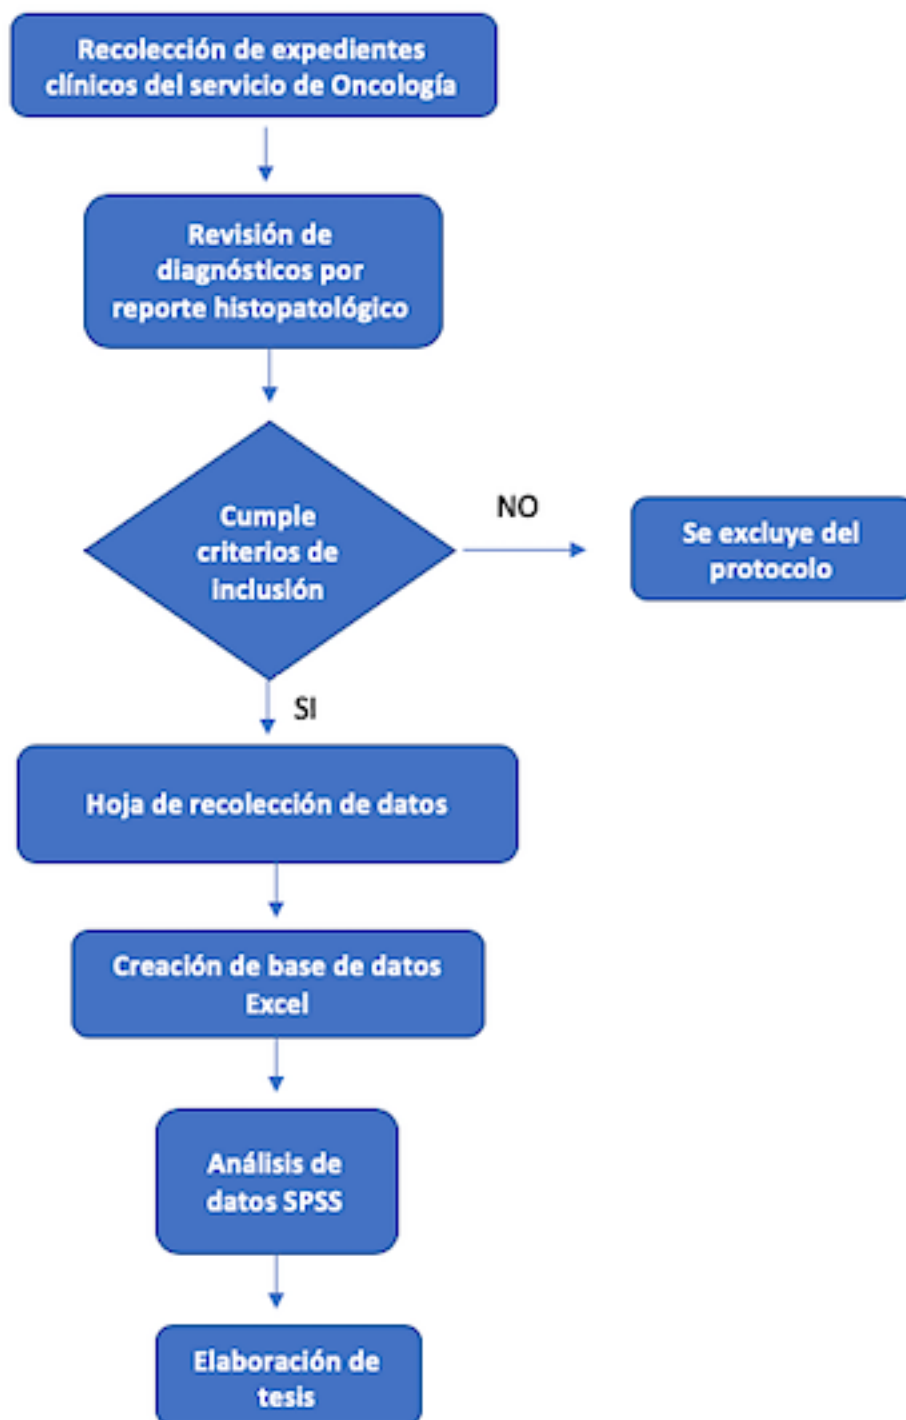 Recolección de expedientes
clínicos del servicio de Oncología
Revisión de
diagnósticos por
reporte histopatológico
Cumple
criterios de
inclusión
NO
Se excluye del
protocolo
SI
Hoja de recolección de datos
Creación de base de datos
Excel
Análisis de
datos SPSS
Elaboración de
tesis